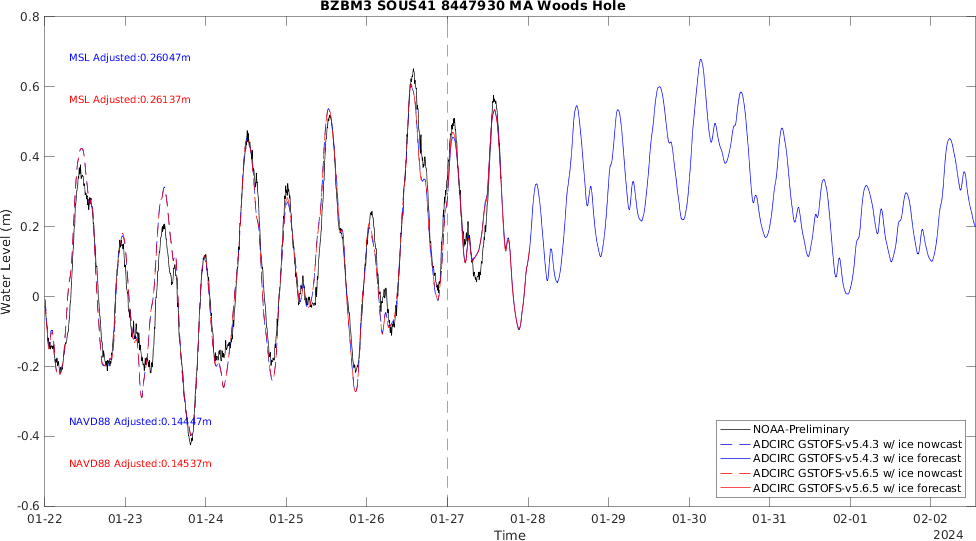 BZBM3 SOUS41 8447930 MA Woods Hole
0.8
0.6
0.4
0.2
0
-0.2
-0.4
-0.6
Water Level (m)
MSL Adjusted:0.26047m
MSL Adjusted:0.26137m
NAVD88 Adjusted:0.14447m
NAVD88 Adjusted:0.14537m
NOAA-Preliminary
ADCIRC GSTOFS-v5.4.3 w/ ice nowcast
ADCIRC GSTOFS-v5.4.3 w/ ice forecast
ADCIRC GSTOFS-v5.6.5 w/ ice nowcast
ADCIRC GSTOFS-v5.6.5 w/ ice forecast
01-22 01-23 01-24 01-25 01-26 01-27 01-28 01-29 01-30 01-31 02-01 02-02
2024
Time